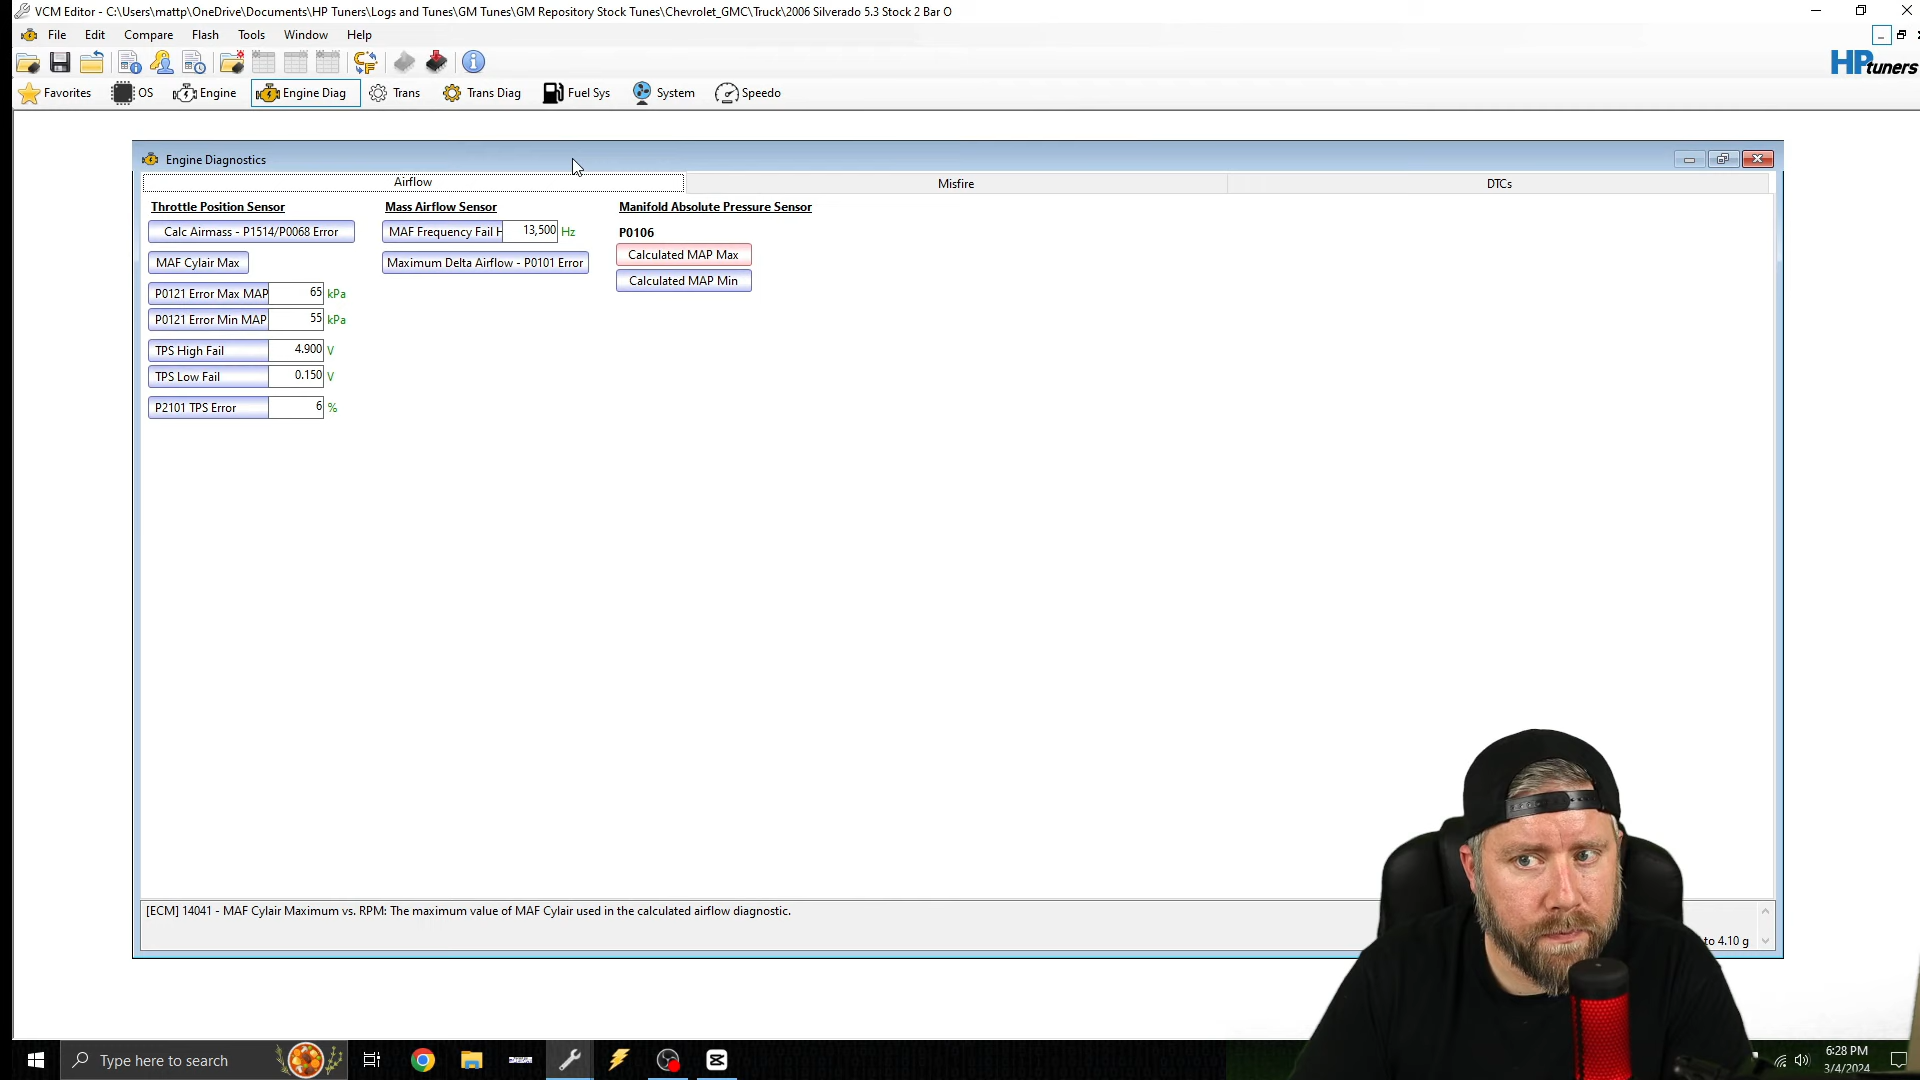 VCM Editor - C:\Users\mattp\OneDrive\Documents\HP Tuners\Logs and Tunes\GM Tunes\GM Repository Stock Tunes\Chevrolet_GMC\Truck\2006 Silverado 5.3 Stock 2 Bar O
File Edit Compare Flash Tools Window Help
HP tuners
Favorites OS Engine Engine Diag Trans Trans Diag Fuel Sys System Speedo
Engine Diagnostics
Airflow Misfire DTCs
Throttle Position Sensor Mass Airflow Sensor Manifold Absolute Pressure Sensor
Calc Airmass - P1514/P0068 Error MAF Frequency Fail H 13,500 Hz P0106
Calculated MAP Max
MAF Cylair Max Maximum Delta Airflow - P0101 Error
Calculated MAP Min
P0121 Error Max MAP 65 kPa
P0121 Error Min MAP 55 kPa
TPS High Fail 4.900 V
TPS Low Fail 0.150 V
P2101 TPS Error 6 %
[ECM] 14041 - MAF Cylair Maximum vs. RPM: The maximum value of MAF Cylair used in the calculated airflow diagnostic.
to 4.10 g
Type here to search
6:28 PM
3/4/2024